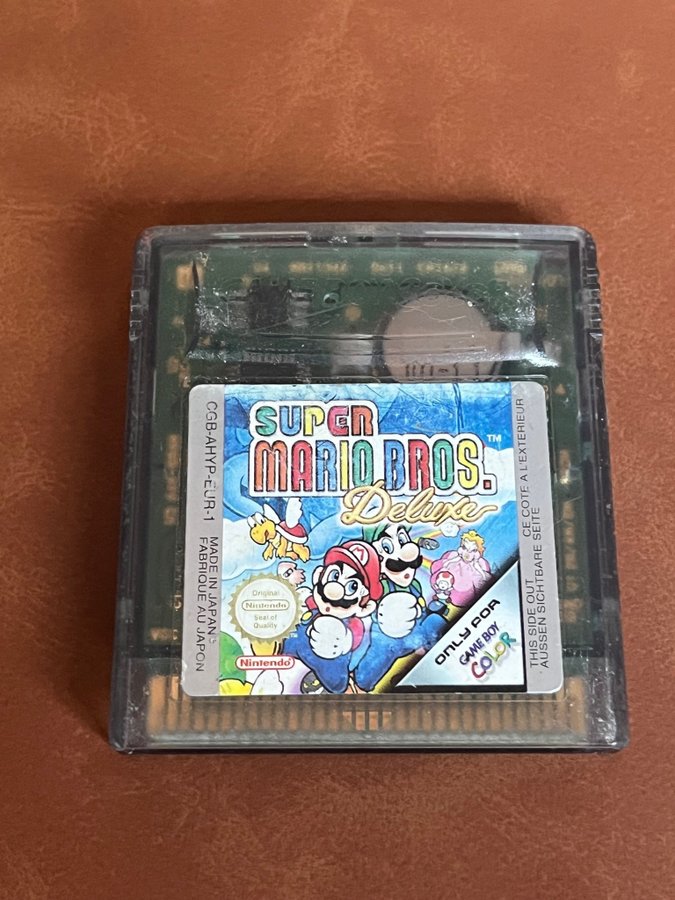 SUPER
MARIO BROS.™
Deluxe
CGB-AHYP-EUR-1
MADE IN JAPAN
FABRIQUE AU JAPON
Original
Nintendo
Seal of
Quality
™
Nintendo
ONLY FOR
GAME BOY
COLOR
THIS SIDE OUT
CE COTE A L'EXTERIEUR
AUSSEN SICHTBARE SEITE